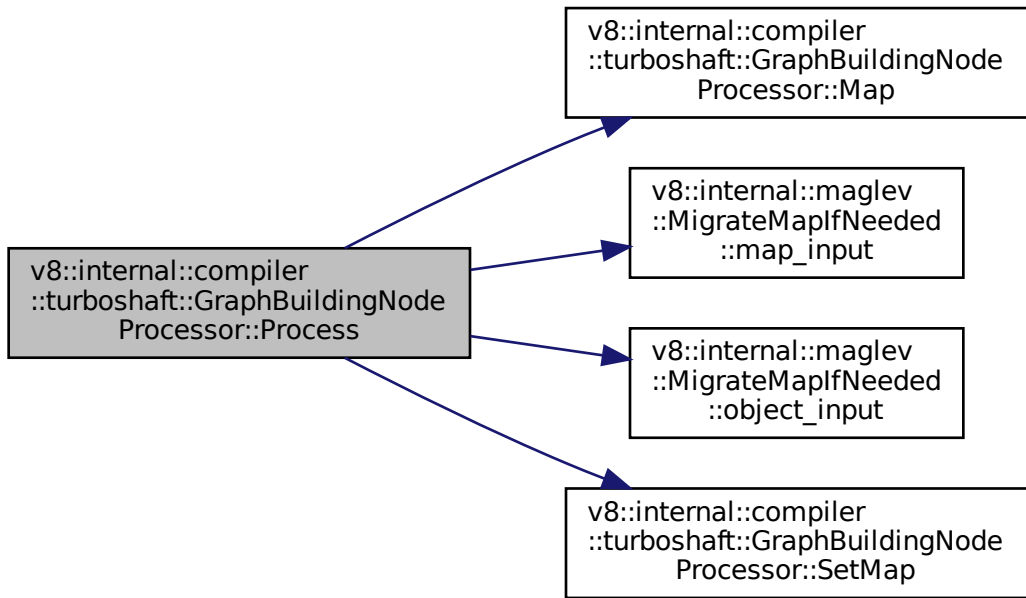 v8::internal::compiler
::turboshaft::GraphBuildingNode
Processor::Process
v8::internal::compiler
::turboshaft::GraphBuildingNode
Processor::Map
v8::internal::maglev
::MigrateMapIfNeeded
::map_input
v8::internal::maglev
::MigrateMapIfNeeded
::object_input
v8::internal::compiler
::turboshaft::GraphBuildingNode
Processor::SetMap